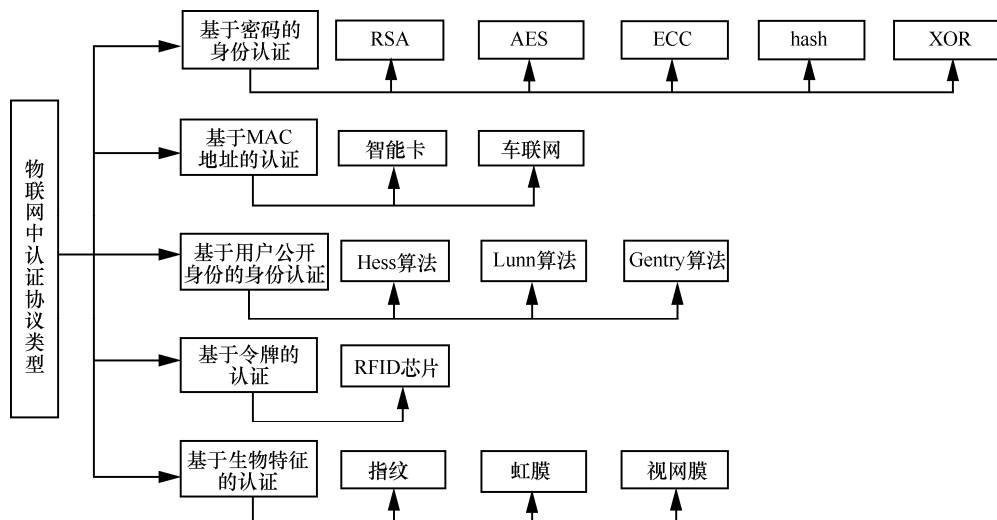 物联网中认证协议类型
基于密码的
身份认证
RSA
AES
ECC
hash
XOR
基于MAC
地址的认证
智能卡
车联网
基于用户公开
身份的身份认证
Hess算法
Lunn算法
Gentry算法
基于令牌的
认证
RFID芯片
基于生物特征
的认证
指纹
虹膜
视网膜